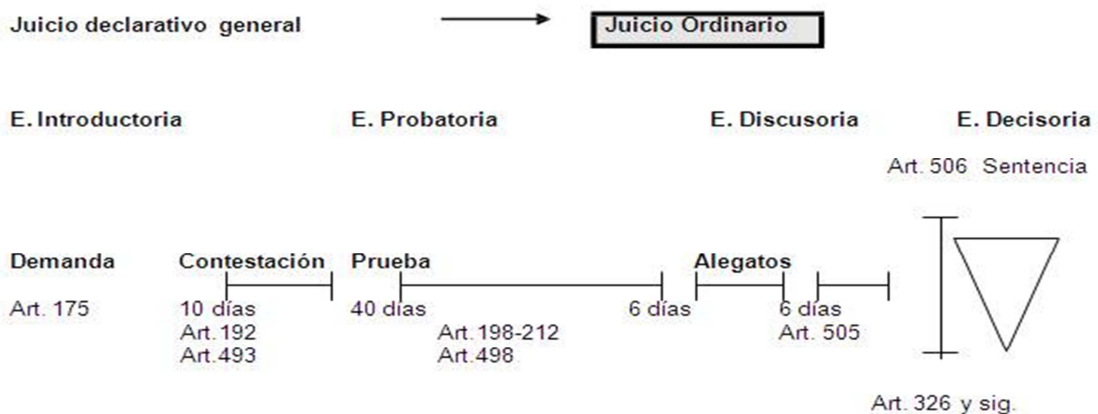 Juicio declarativo general
Juicio Ordinario
E. Introductoria E. Probatoria E. Discusoria E. Decisoria
Art. 506 Sentencia
Demanda Contestación Prueba Alegatos
Art. 175 10 días 40 días 6 días 6 días
Art.192 Art.198-212 Art. 505
Art.493 Art.498
Art. 326 y sig.